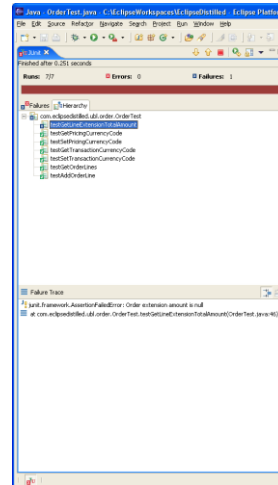 Java - OrderTest.java - C:\EclipseWorkspaces\EclipseDistilled - Eclipse Platfor
File Edit Source Refactor Navigate Search Project Run Window Help
JUnit
Finished after 0.251 seconds
Runs: 7/7 Errors: 0 Failures: 1
Failures Hierarchy
com.eclipsedistilled.ubl.order.OrderTest
testGetLineExtensionTotalAmount
testGetPricingCurrencyCode
testSetPricingCurrencyCode
testGetTransactionCurrencyCode
testSetTransactionCurrencyCode
testGetOrderLines
testAddOrderLine
Failure Trace
junit.framework.AssertionFailedError: Order extension amount is null
at com.eclipsedistilled.ubl.order.OrderTest.testGetLineExtensionTotalAmount(OrderTest.java:46)